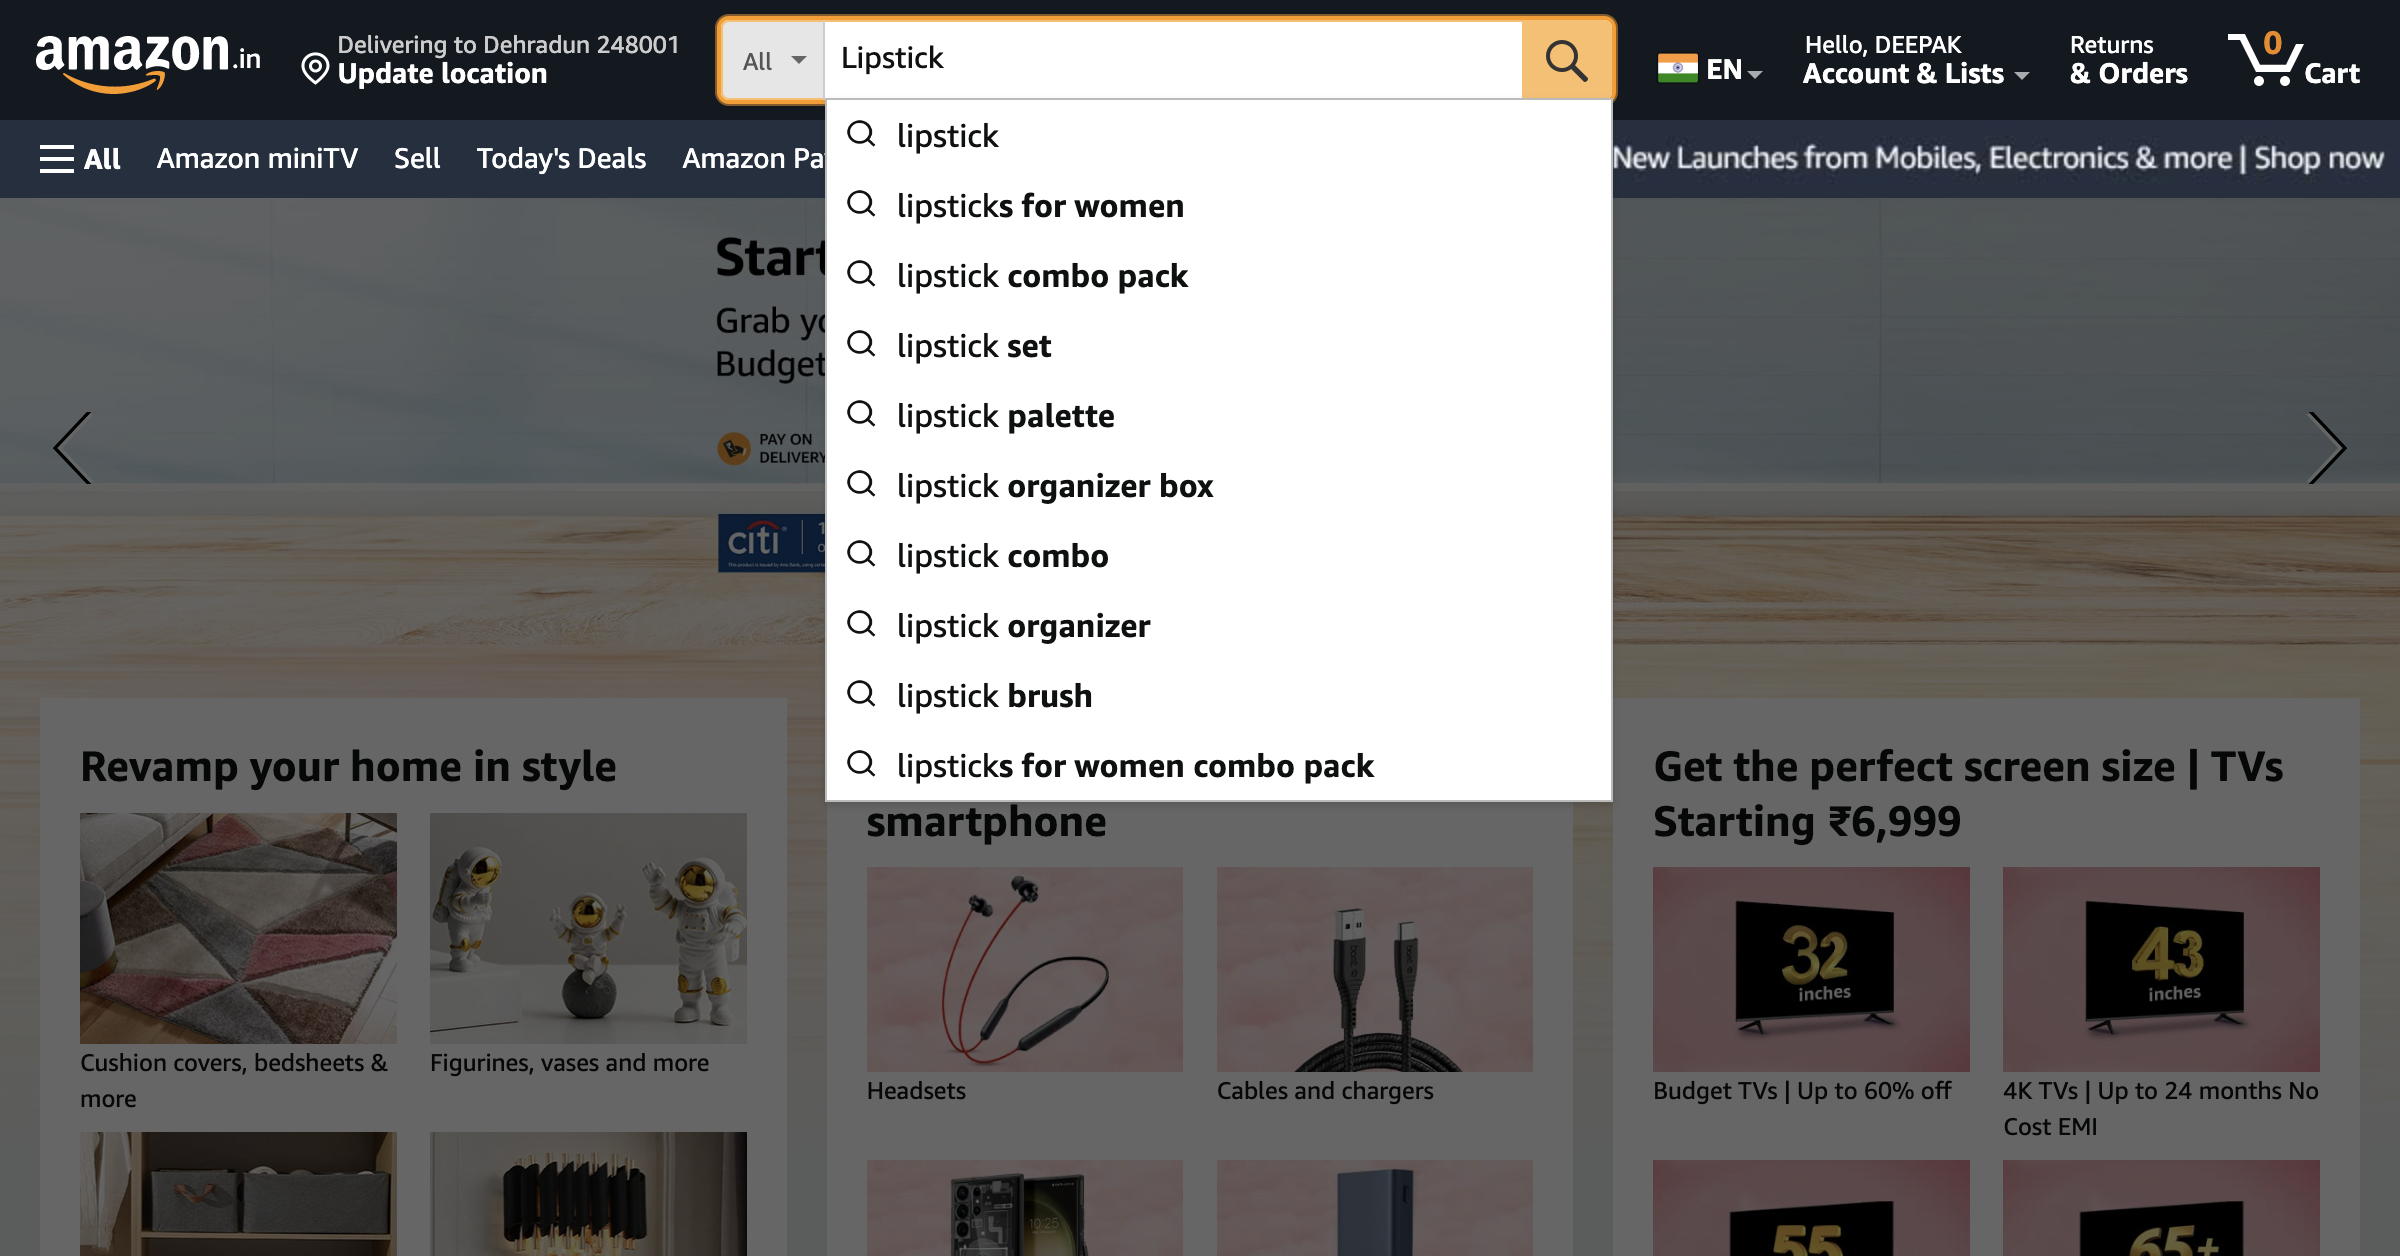 amazon.in
Delivering to Dehradun 248001
Update location
All
Lipstick
EN
Hello, DEEPAK
Account & Lists
Returns
& Orders
0
Cart
All
Amazon miniTV
Sell
Today's Deals
Amazon Pa
New Launches from Mobiles, Electronics & more | Shop now
lipstick
lipsticks for women
lipstick combo pack
lipstick set
lipstick palette
lipstick organizer box
lipstick combo
lipstick organizer
lipstick brush
lipsticks for women combo pack
Start
Grab yo
Budget
PAY ON
DELIVERY
citi
Revamp your home in style
Cushion covers, bedsheets &
more
Figurines, vases and more
smartphone
Headsets
Cables and chargers
Get the perfect screen size | TVs
Starting ₹6,999
32
inches
43
inches
Budget TVs | Up to 60% off
4K TVs | Up to 24 months No
Cost EMI
10:25
55
65+